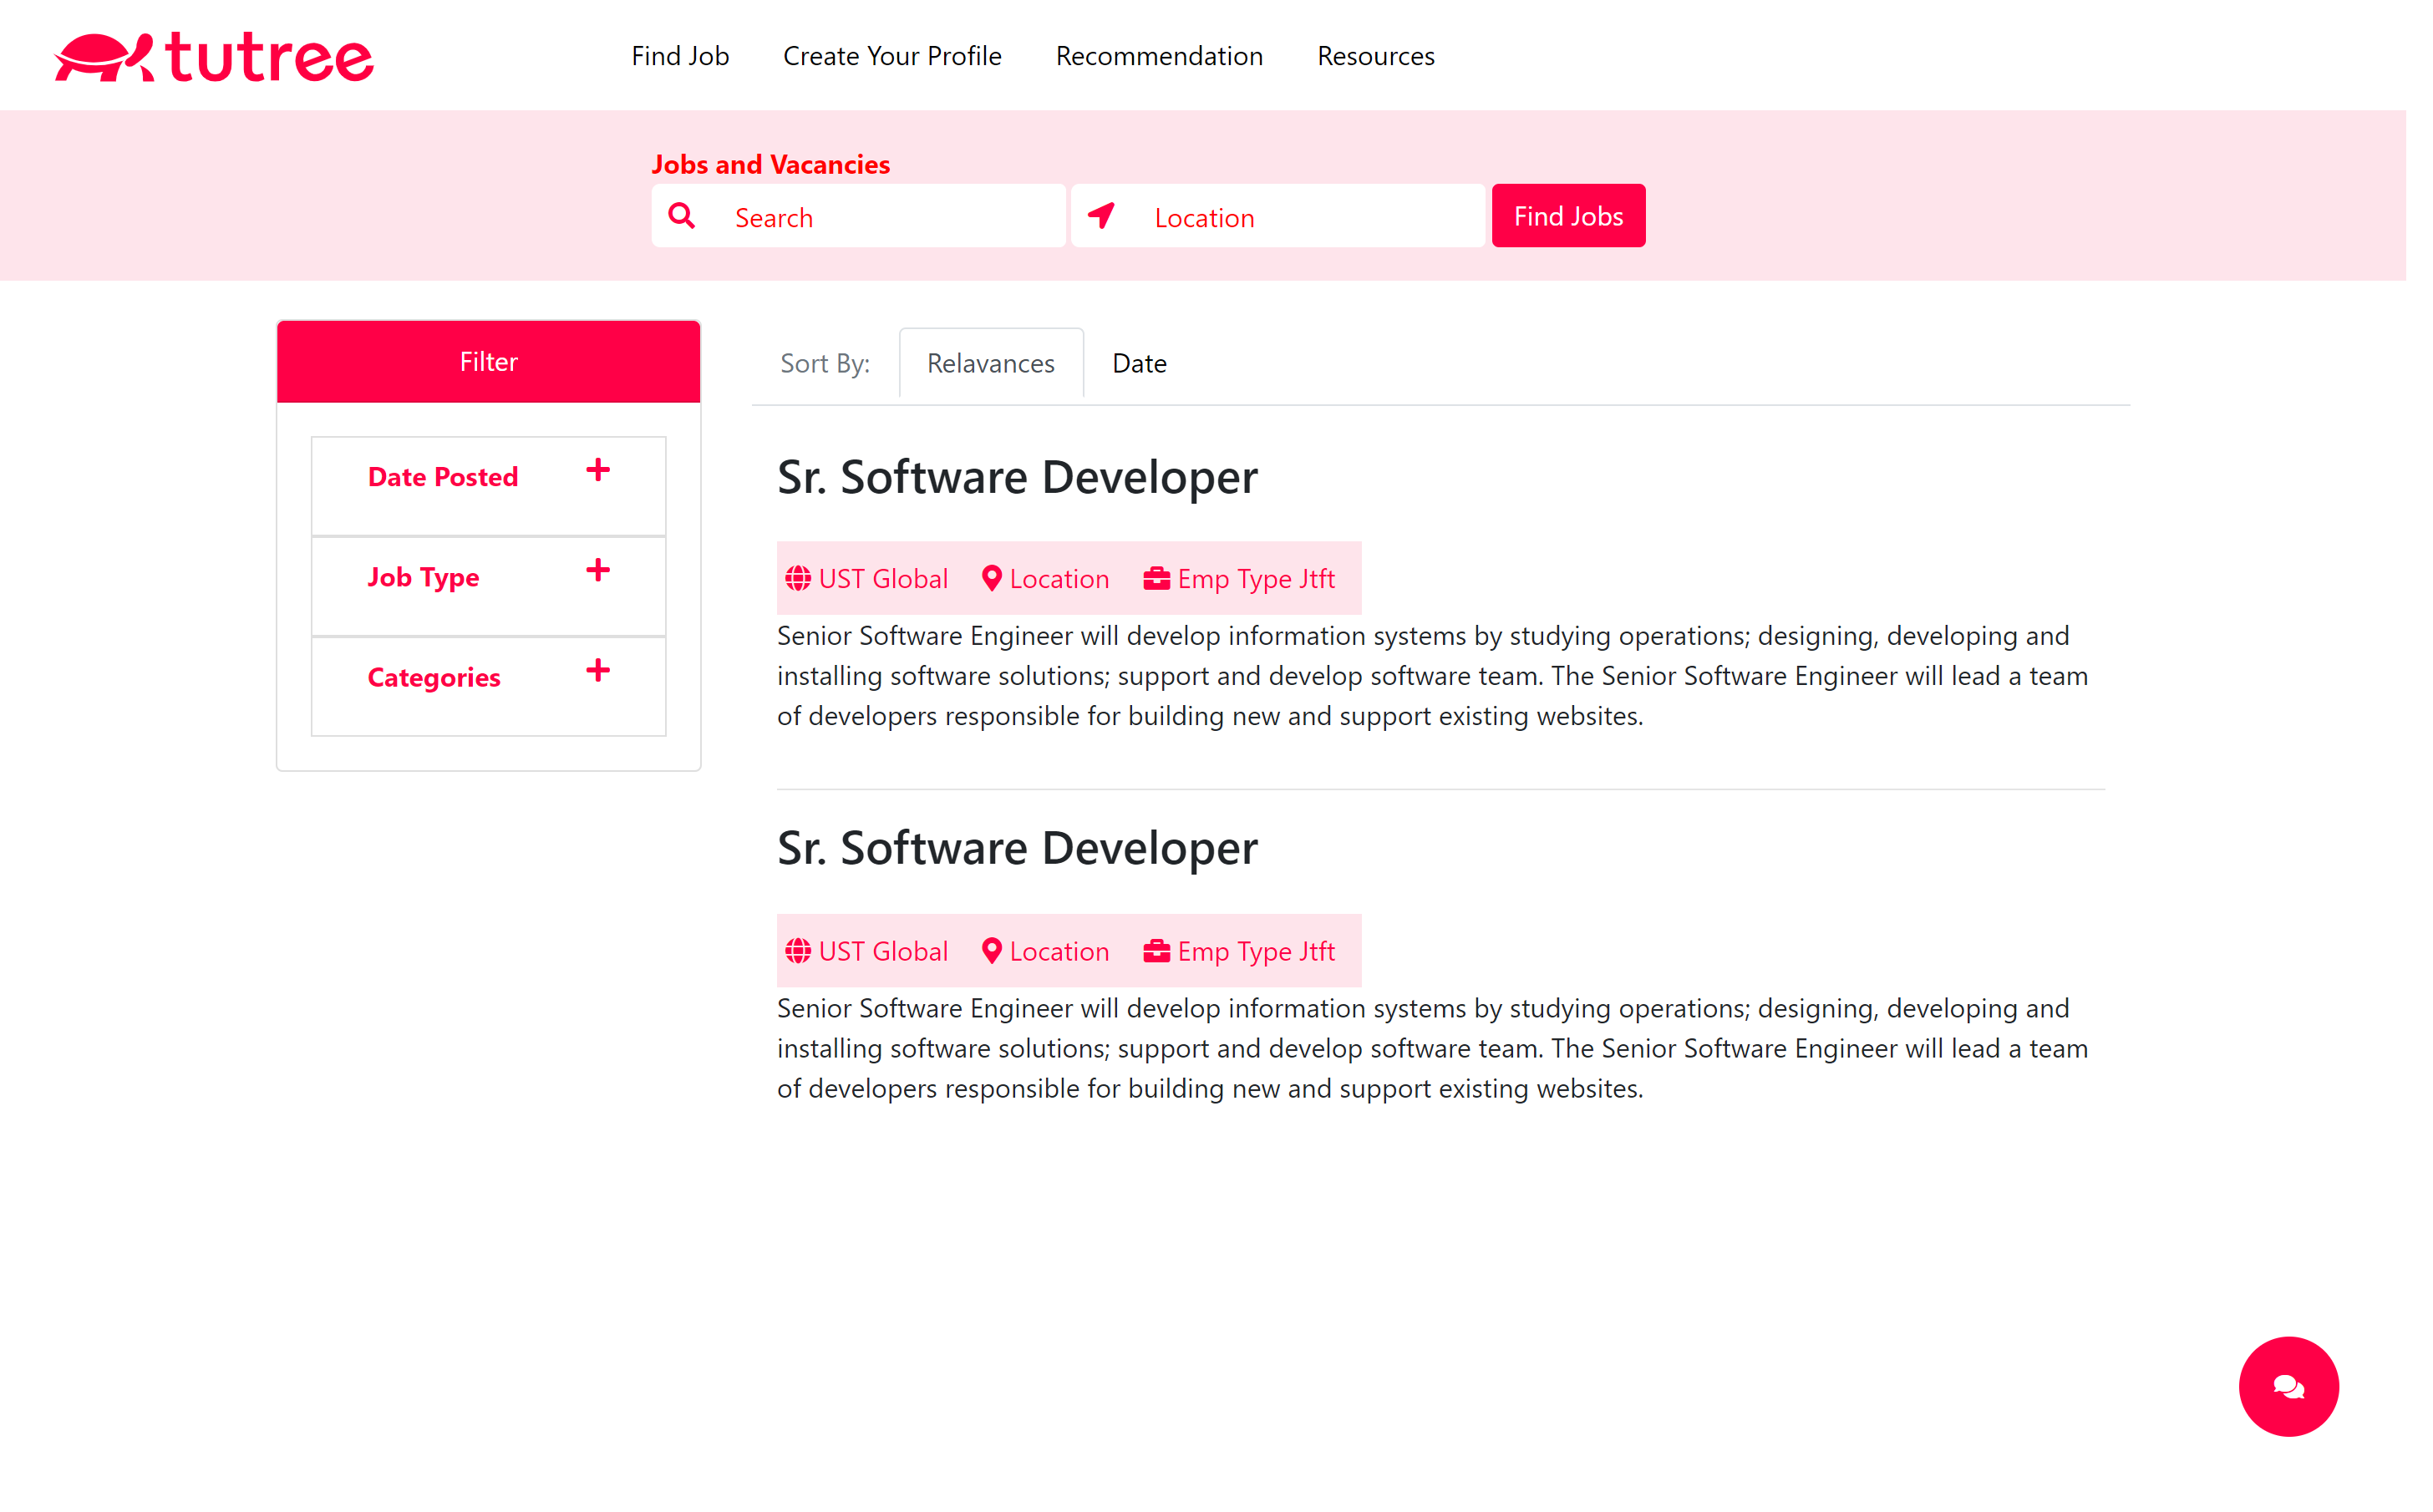 tutree
Find Job Create Your Profile Recommendation Resources
Jobs and Vacancies
Search Location Find Jobs
Filter
Date Posted
Job Type
Categories
Sort By: Relavances Date
Sr. Software Developer
UST Global Location Emp Type Jtft
Senior Software Engineer will develop information systems by studying operations; designing, developing and
installing software solutions; support and develop software team. The Senior Software Engineer will lead a team
of developers responsible for building new and support existing websites.
Sr. Software Developer
UST Global Location Emp Type Jtft
Senior Software Engineer will develop information systems by studying operations; designing, developing and
installing software solutions; support and develop software team. The Senior Software Engineer will lead a team
of developers responsible for building new and support existing websites.